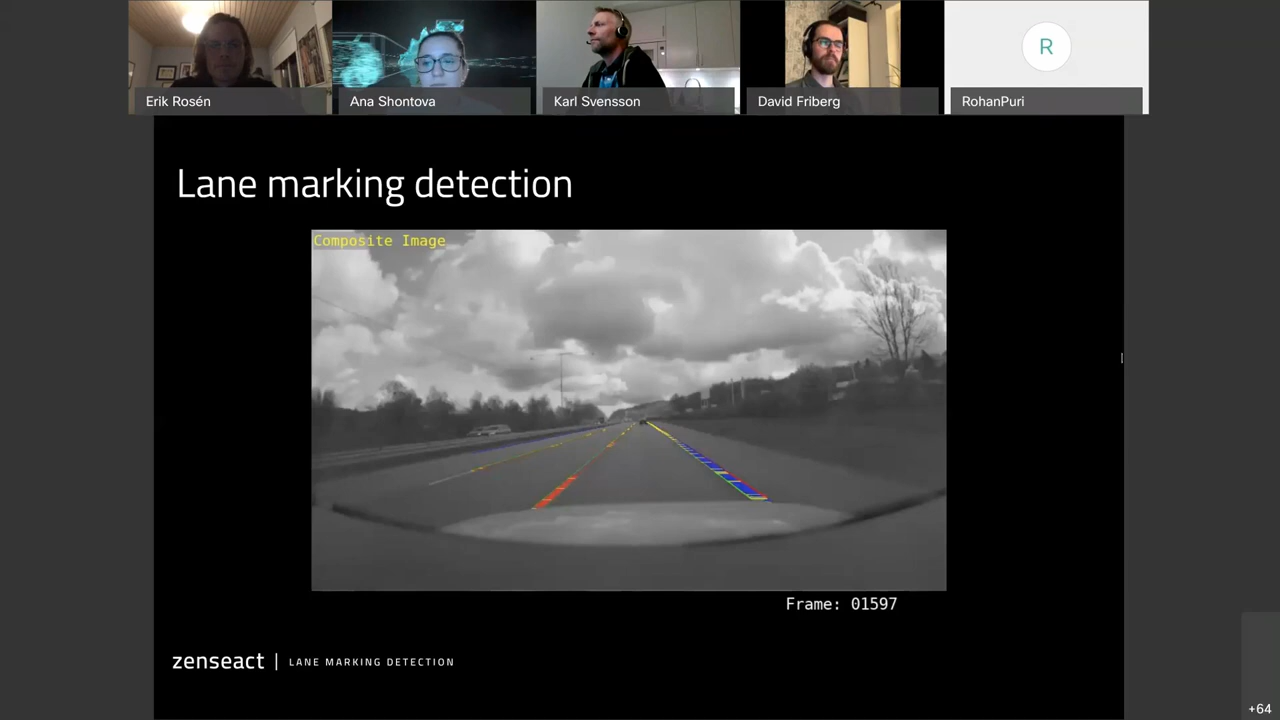 Erik Rosén
Ana Shontova
Karl Svensson
David Friberg
R
RohanPuri
Lane marking detection
Composite Image
Frame: 01597
zenseact | LANE MARKING DETECTION
+64